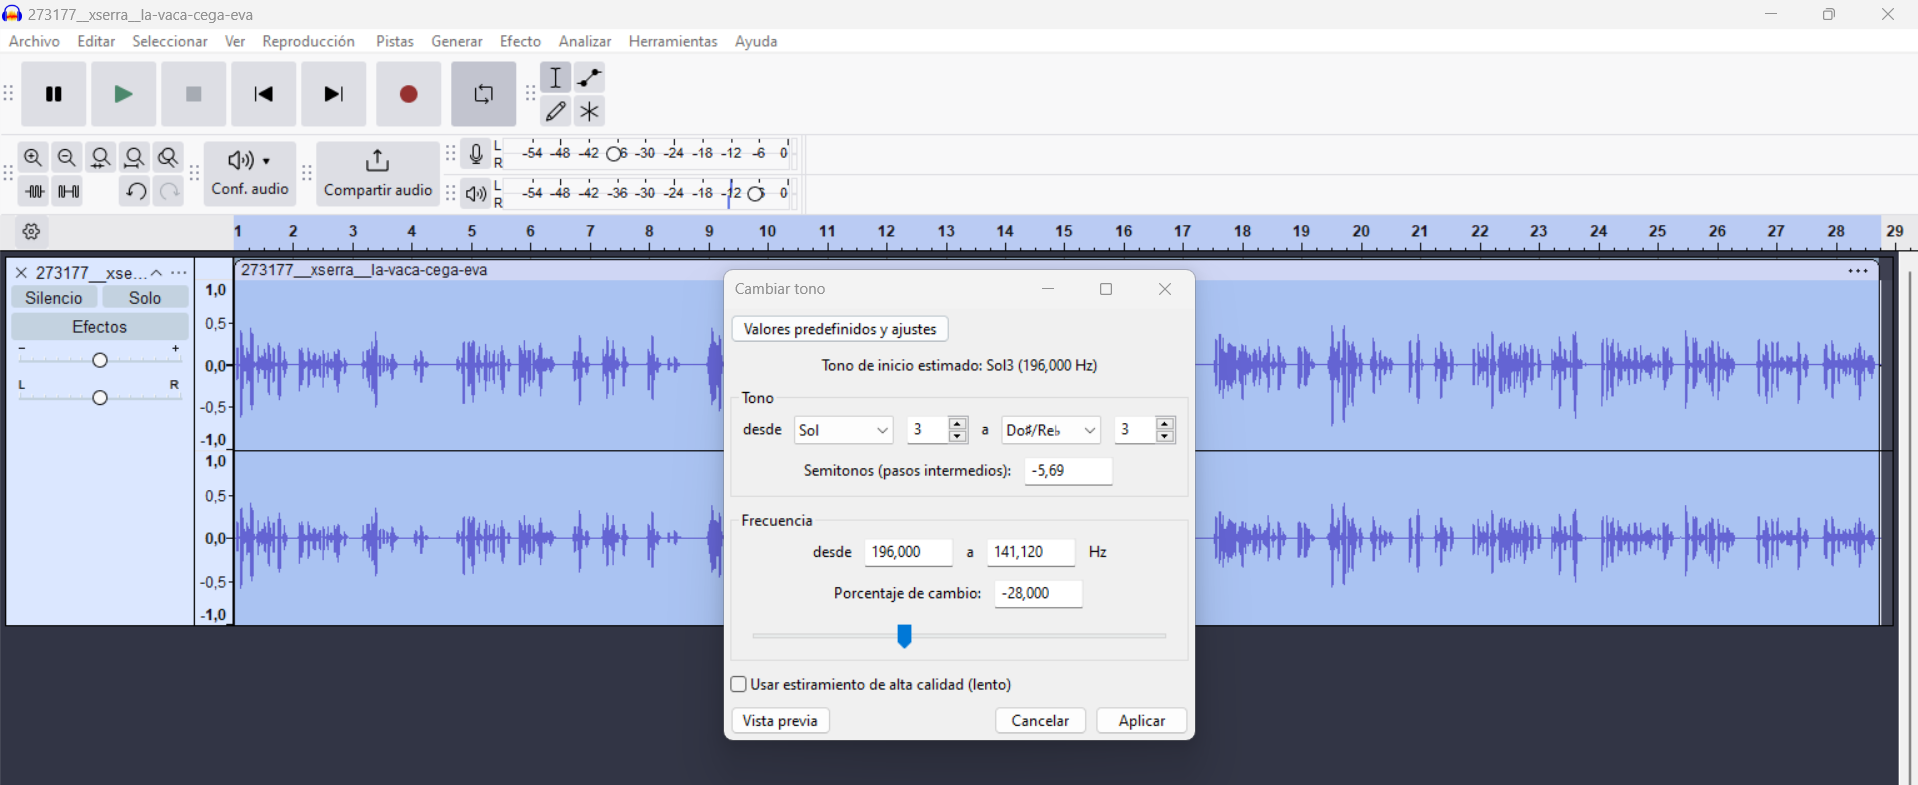 273177__xserra__la-vaca-cega-eva
Archivo Editar Seleccionar Ver Reproducción Pistas Generar Efecto Analizar Herramientas Ayuda
L
R
-54 -48 -42 -30 -24 -18 -12 -6 0
Conf. audio
Compartir audio
L
R
-54 -48 -42 -36 -30 -24 -18 0
1 2 3 4 5 6 7 8 9 10 11 12 13 14 15 16 17 18 19 20 21 22 23 24 25 26 27 28 29
273177__xse...
Silencio Solo
Efectos
- +
L R
1,0
0,5
0,0
-0,5
-1,0
1,0
0,5
0,0
-0,5
-1,0
273177__xserra__la-vaca-cega-eva
Cambiar tono
Valores predefinidos y ajustes
Tono de inicio estimado: Sol3 (196,000 Hz)
Tono
desde Sol 3 a Do♯/Re♭ 3
Semitonos (pasos intermedios): -5,69
Frecuencia
desde 196,000 a 141,120 Hz
Porcentaje de cambio: -28,000
Usar estiramiento de alta calidad (lento)
Vista previa Cancelar Aplicar